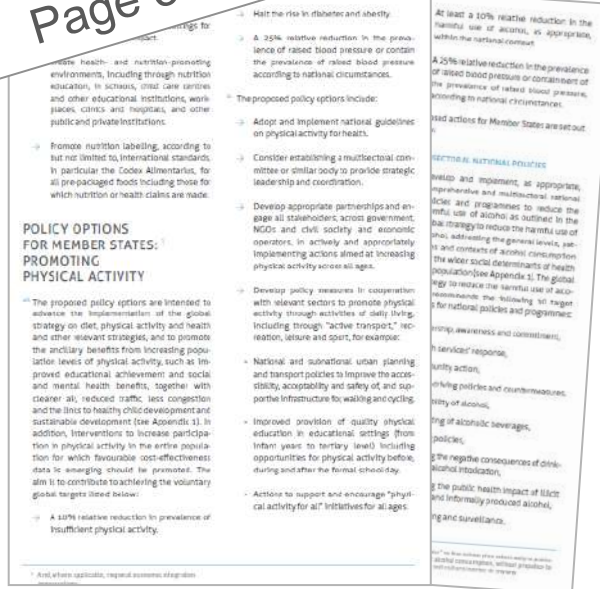 Page
ngs for
pact.
health- and nutrition-promoting
environments, including through nutrition
education, in schools, child care centres
and other educational institutions, work-
places, clinics and hospitals, and other
public and private institutions.
→ Promote nutrition labelling, according to
but not limited to, international standards,
in particular the Codex Alimentarius, for
all pre-packaged foods including those for
which nutrition or health claims are made.
POLICY OPTIONS
FOR MEMBER STATES:
PROMOTING
PHYSICAL ACTIVITY
The proposed policy options are intended to
advance the implementation of the global
strategy on diet, physical activity and health
and other relevant strategies, and to promote
the ancillary benefits from increasing popu-
lation levels of physical activity, such as im-
proved educational achievement and social
and mental health benefits, together with
cleaner air, reduced traffic, less congestion
and the links to healthy child development and
sustainable development (see Appendix 1). In
addition, interventions to increase participa-
tion in physical activity in the entire popula-
tion for which favourable cost-effectiveness
data is emerging should be promoted. The
aim is to contribute to achieving the voluntary
global targets listed below:
→ A 10% relative reduction in prevalence of
insufficient physical activity.
And, where applicable, regional economic integration
→ Halt the rise in diabetes and obesity.
→ A 25% relative reduction in the preva-
lence of raised blood pressure or contain
the prevalence of raised blood pressure
according to national circumstances.
The proposed policy options include:
→ Adopt and implement national guidelines
on physical activity for health.
→ Consider establishing a multisectoral com-
mittee or similar body to provide strategic
leadership and coordination.
→ Develop appropriate partnerships and en-
gage all stakeholders, across government,
NGOs and civil society and economic
operators, in actively and appropriately
implementing actions aimed at increasing
physical activity across all ages.
→ Develop policy measures in cooperation
with relevant sectors to promote physical
activity through activities of daily living,
including through "active transport," rec-
reation, leisure and sport, for example:
• National and subnational urban planning
and transport policies to improve the acces-
sibility, acceptability and safety of, and sup-
portive infrastructure for, walking and cycling.
• Improved provision of quality physical
education in educational settings (from
infant years to tertiary level) including
opportunities for physical activity before,
during and after the formal school day.
• Actions to support and encourage "physi-
cal activity for all" initiatives for all ages.
At least a 10% relative reduction in the
harmful use of alcohol, as appropriate,
within the national context.
A 25% relative reduction in the prevalence
of raised blood pressure or containment of
the prevalence of raised blood pressure,
according to national circumstances.
sed actions for Member States are set out
SECTORAL NATIONAL POLICIES
velop and implement, as appropriate,
mprehensive and multisectoral national
licies and programmes to reduce the
mful use of alcohol as outlined in the
bal strategy to reduce the harmful use of
ohol, addressing the general levels, pat-
s and contexts of alcohol consumption
the wider social determinants of health
population (see Appendix 1). The global
egy to reduce the harmful use of alco-
recommends the following 10 target
s for national policies and programmes:
ership, awareness and commitment,
h services' response,
unity action,
driving policies and countermeasures,
bility of alcohol,
ting of alcoholic beverages,
policies,
g the negative consequences of drink-
alcohol intoxication,
g the public health impact of illicit
and informally produced alcohol,
ng and surveillance.